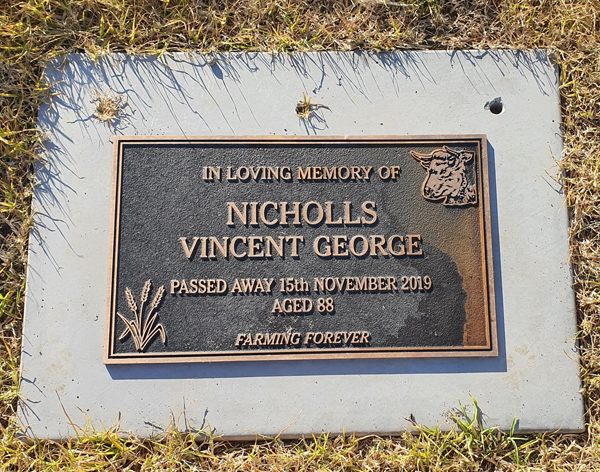 IN LOVING MEMORY OF
NICHOLLS
VINCENT GEORGE
PASSED AWAY 15th NOVEMBER 2019
AGED 88
FARMING FOREVER